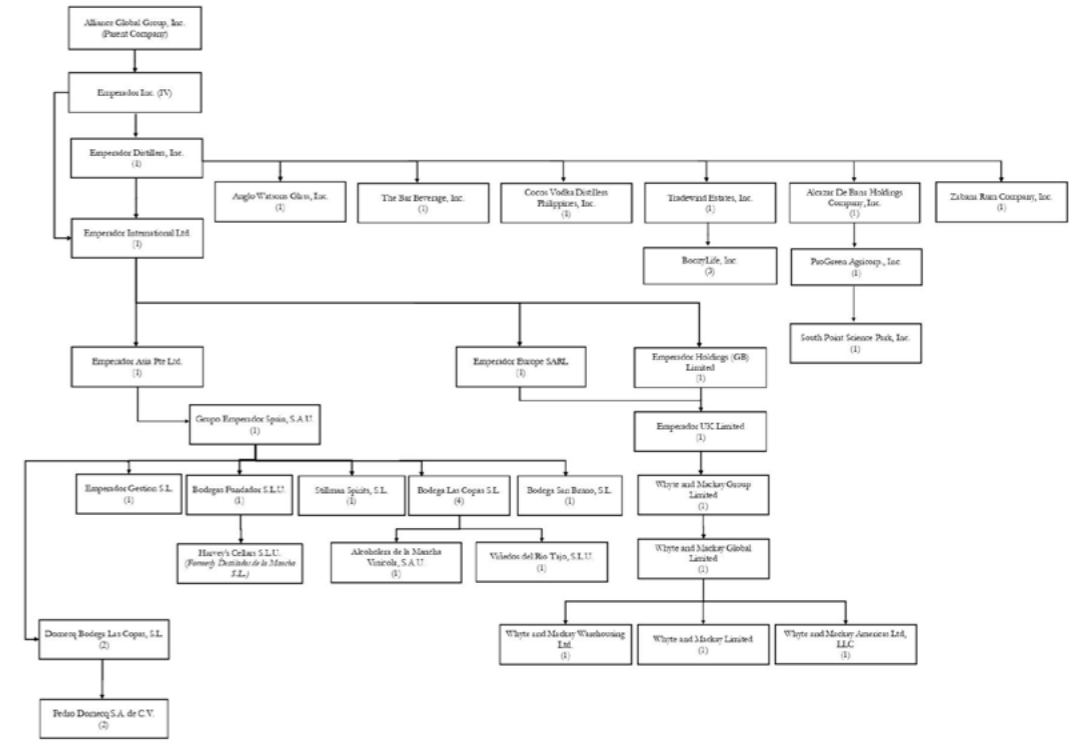 Alliance Global Group, Inc.
(Parent Company)
Emperador Inc. (IV)
Emperador Distillers, Inc.
(1)
Anglo Watsons Glass, Inc.
(1)
The Bar Beverage, Inc.
(1)
Cocos Vodka Distillers
Philippines, Inc.
(1)
Tradewind Estates, Inc.
(1)
Alcazar De Bana Holdings
Company, Inc.
(1)
Zabana Rum Company, Inc.
(1)
Emperador International Ltd.
(1)
BoozyLife, Inc.
(3)
ProGreen Agricorp., Inc.
(1)
South Point Science Park, Inc.
(1)
Emperador Asia Pte Ltd.
(1)
Emperador Europe SARL
(1)
Emperador Holdings (GB)
Limited
(1)
Grupo Emperador Spain, S.A.U.
(1)
Emperador UK Limited
(1)
Emperador Gestion S.L.
(1)
Bodegas Fundador S.L.U.
(1)
Stillman Spirits, S.L.
(1)
Bodega Las Copas S.L.
(4)
Bodega San Bruno, S.L.
(1)
Whyte and Mackay Group
Limited
(1)
Harvey's Cellars S.L.U.
(Formerly Destilados de la Mancha
S.L.)
Alcoholera de la Mancha
Vinicola, S.A.U.
(1)
Viñedos del Rio Tajo, S.L.U.
(1)
Whyte and Mackay Global
Limited
(1)
Domecq Bodega Las Copas, S.L.
(2)
Whyte and Mackay Warehousing
Ltd.
(1)
Whyte and Mackay Limited
(1)
Whyte and Mackay Americas Ltd,
LLC
(1)
Pedro Domecq S.A. de C.V.
(2)